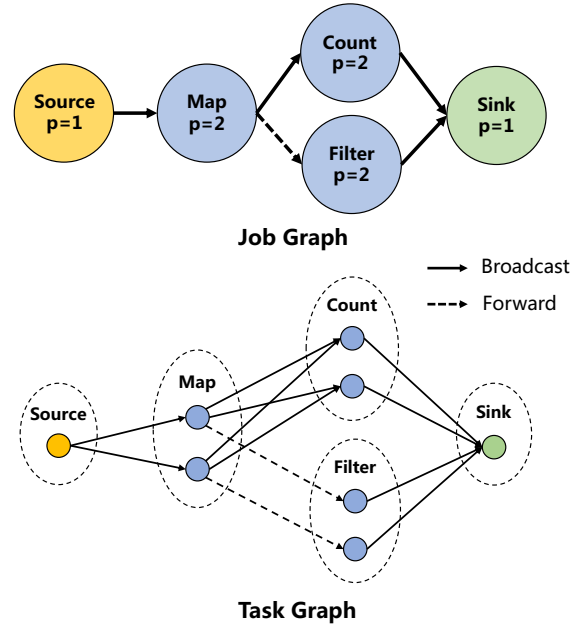 Count
p=2
Source
p=1
Map
p=2
Sink
p=1
Filter
p=2
Job Graph
Broadcast
Forward
Count
Map
Source
Sink
Filter
Task Graph